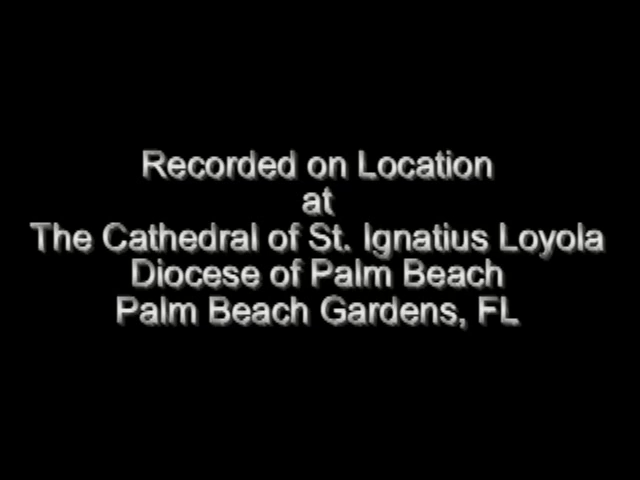 Recorded on Location
at
The Cathedral of St. Ignatius Loyola
Diocese of Palm Beach
Palm Beach Gardens, FL